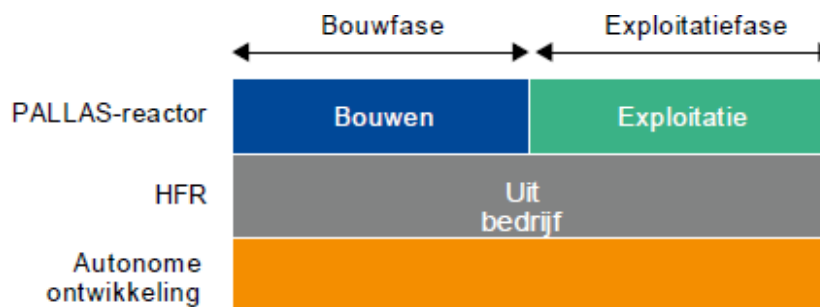 Bouwfase Exploitatiefase
PALLAS-reactor Bouwen Exploitatie
HFR Uit
bedrijf
Autonome
ontwikkeling